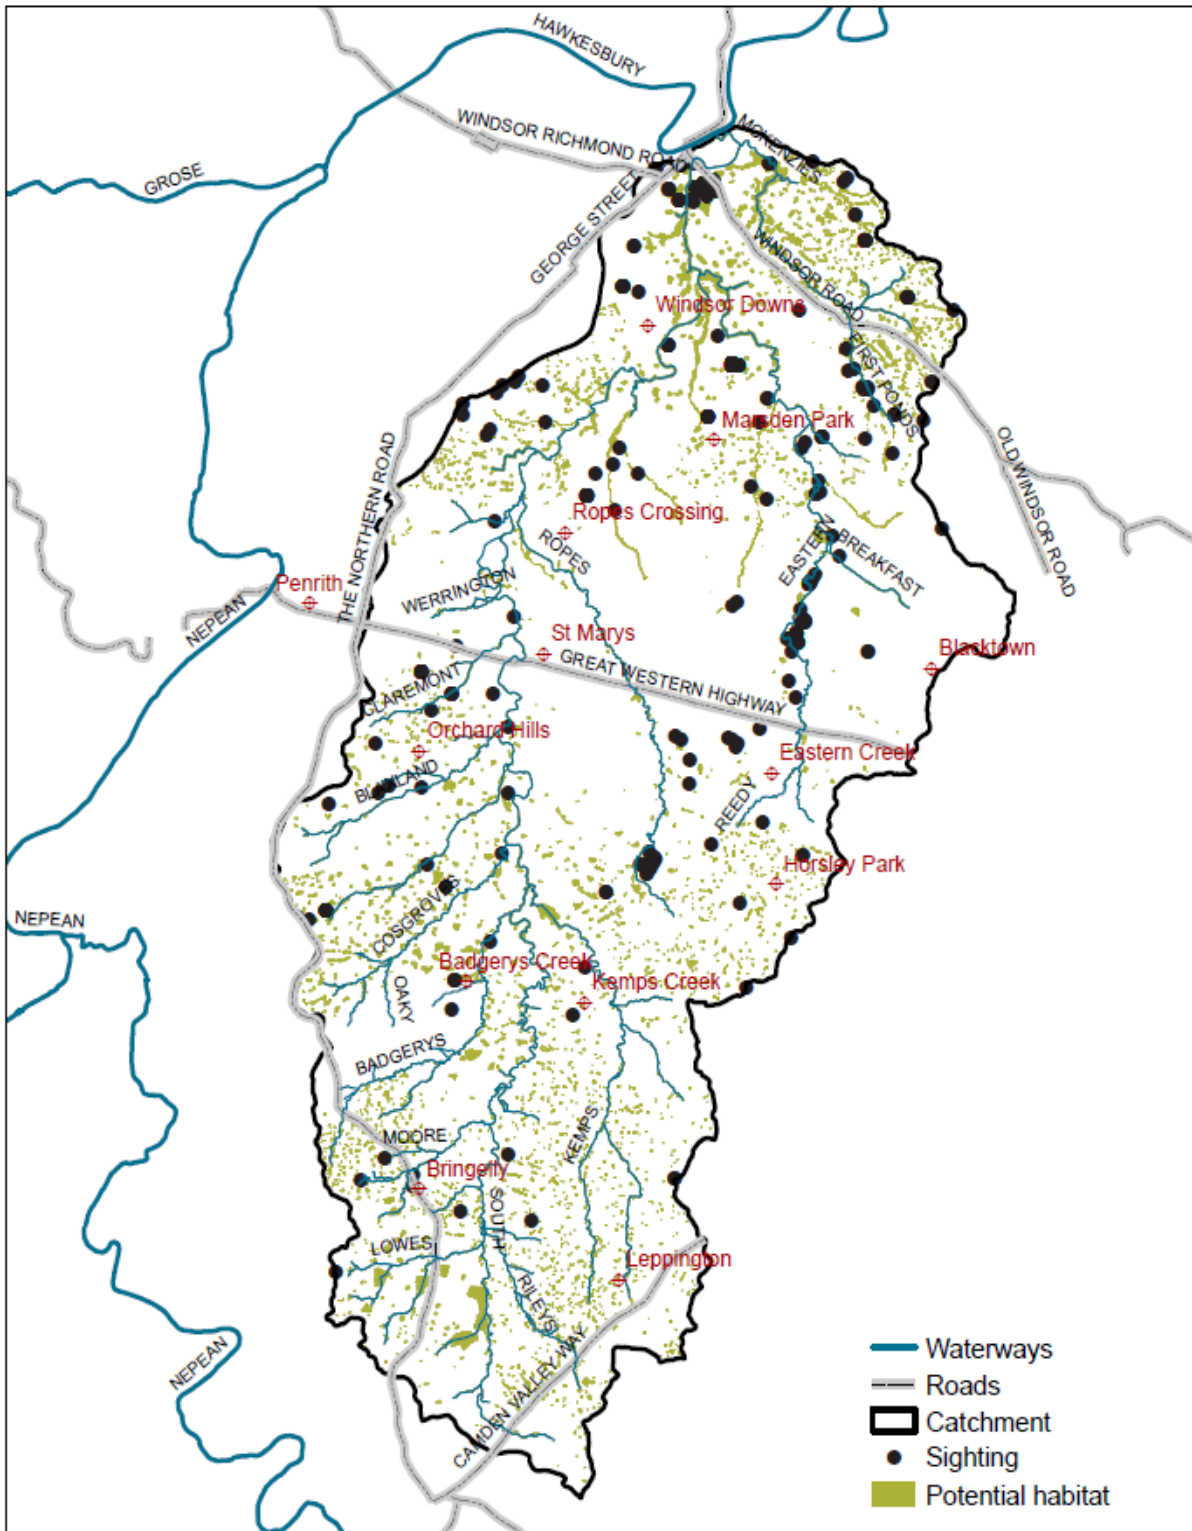 HAWKESBURY
WINDSOR RICHMOND ROAD
MCKENZIES
GROSE
GEORGE STREET
WINDSOR ROAD
Windsor Downs
FIRST PONDS
Marsden Park
OLD WINDSOR ROAD
THE NORTHERN ROAD
Ropes Crossing
ROPES
EASTERN
BREAKFAST
Penrith
WERRINGTON
NEPEAN
St Marys
GREAT WESTERN HIGHWAY
Blacktown
CLAREMONT
Orchard Hills
Eastern Creek
BLAXLAND
REEDY
Horsley Park
COSGROVES
NEPEAN
Badgerys Creek
Kemps Creek
OAKY
BADGERYS
KEMPS
MOORE
Bringelly
SOUTH
LOWES
Leppington
RILEYS
NEPEAN
CAMDEN VALLEY WAY
Waterways
Roads
Catchment
Sighting
Potential habitat